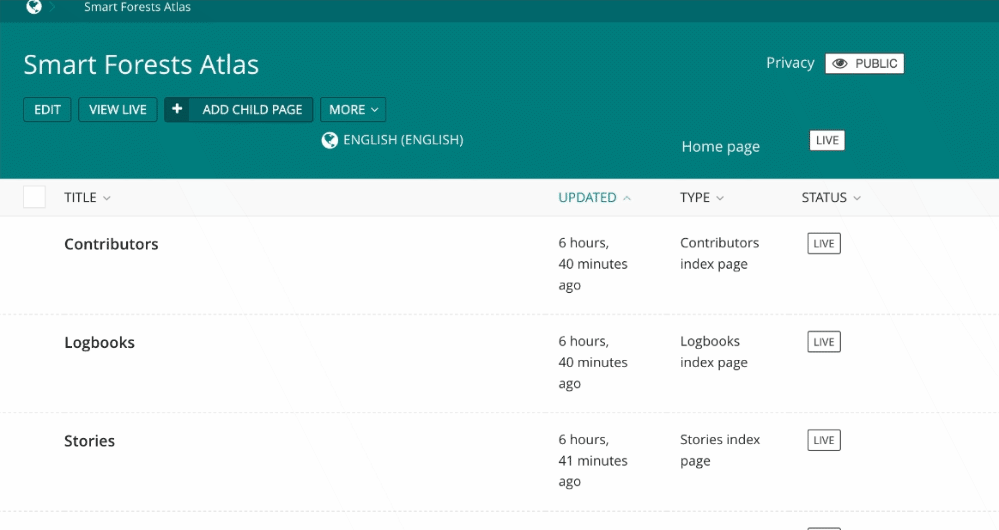 Smart Forests Atlas
Smart Forests Atlas
Privacy PUBLIC
EDIT VIEW LIVE + ADD CHILD PAGE MORE
ENGLISH (ENGLISH)
Home page LIVE
TITLE UPDATED TYPE STATUS
Contributors 6 hours, Contributors LIVE
40 minutes index page
ago
Logbooks 6 hours, Logbooks LIVE
40 minutes index page
ago
Stories 6 hours, Stories index LIVE
41 minutes page
ago